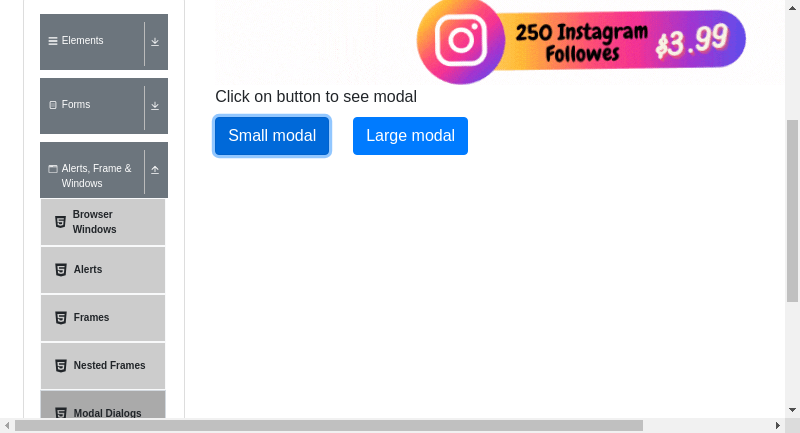 Elements
Forms
Alerts, Frame &
Windows
Browser
Windows
Alerts
Frames
Nested Frames
Modal Dialogs
250 Instagram
Followes
$3.99
Click on button to see modal
Small modal
Large modal